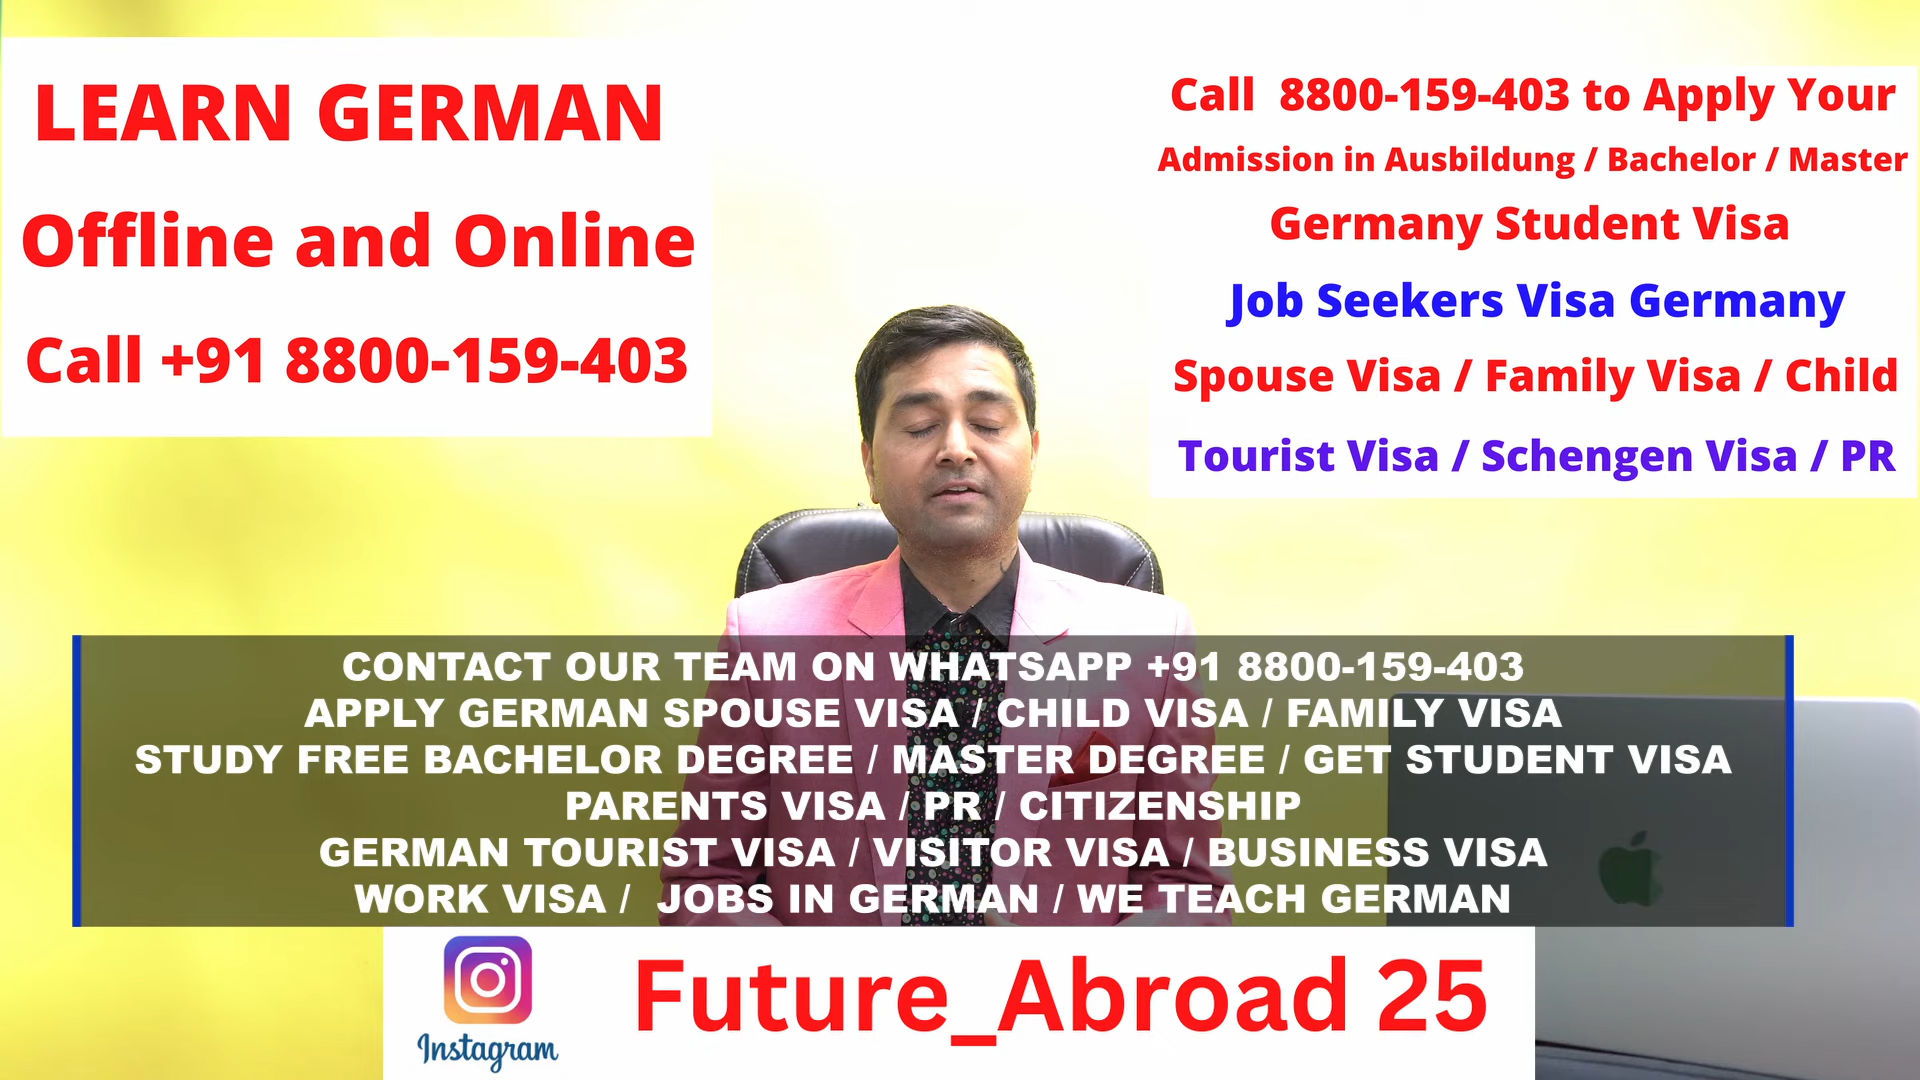 LEARN GERMAN
Offline and Online
Call +91 8800-159-403
Call 8800-159-403 to Apply Your
Admission in Ausbildung / Bachelor / Master
Germany Student Visa
Job Seekers Visa Germany
Spouse Visa / Family Visa / Child
Tourist Visa / Schengen Visa / PR
CONTACT OUR TEAM ON WHATSAPP +91 8800-159-403
APPLY GERMAN SPOUSE VISA / CHILD VISA / FAMILY VISA
STUDY FREE BACHELOR DEGREE / MASTER DEGREE / GET STUDENT VISA
PARENTS VISA / PR / CITIZENSHIP
GERMAN TOURIST VISA / VISITOR VISA / BUSINESS VISA
WORK VISA / JOBS IN GERMAN / WE TEACH GERMAN
Instagram
Future_Abroad 25